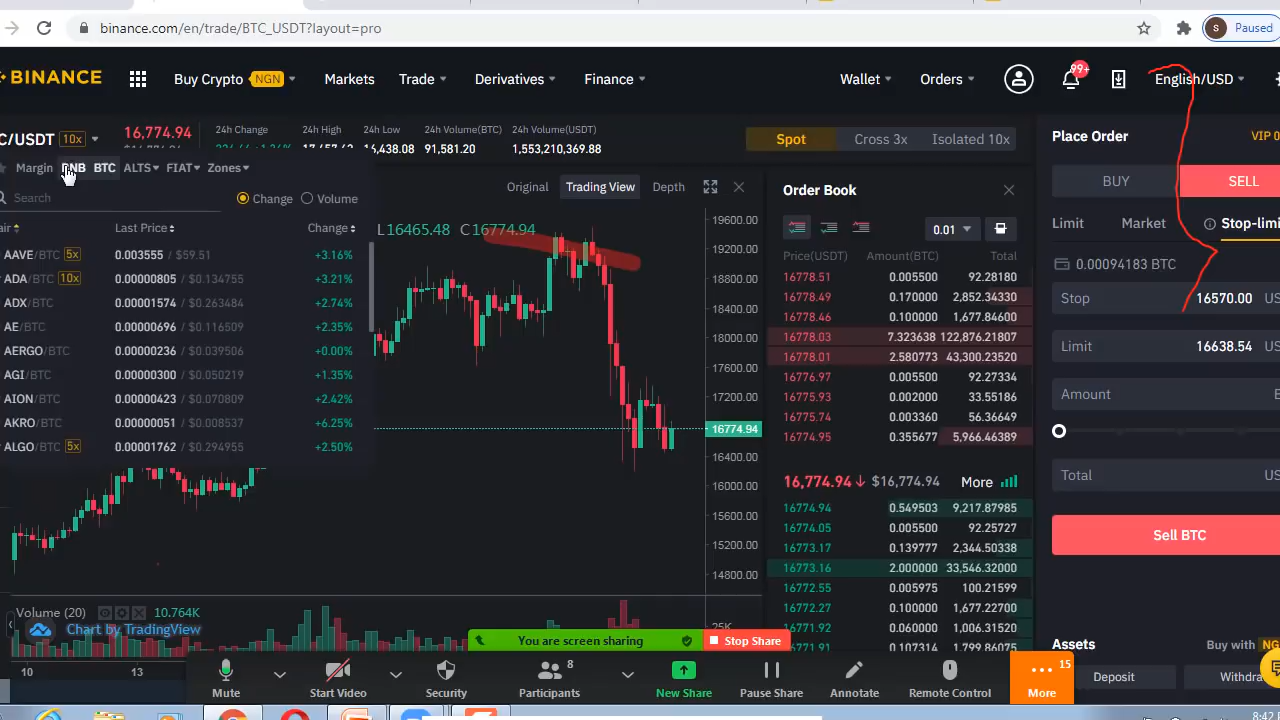 binance.com/en/trade/BTC_USDT?layout=pro
S Paused
BINANCE
Buy Crypto NGN
Markets
Trade
Derivatives
Finance
Wallet
Orders
99+
English/USD
C/USDT 10x
16,774.94
24h Change
24h High
24h Low
16,438.08
24h Volume(BTC)
91,581.20
24h Volume(USDT)
1,553,210,369.88
Spot
Cross 3x
Isolated 10x
Margin BNB BTC ALTS FIAT Zones
Search
Change Volume
air Last Price Change
AAVE/BTC 5x 0.003555 / $59.51 +3.16%
ADA/BTC 10x 0.00000805 / $0.134755 +3.21%
ADX/BTC 0.00001574 / $0.263484 +2.74%
AE/BTC 0.00000696 / $0.116509 +2.35%
AERGO/BTC 0.00000236 / $0.039506 +0.00%
AGI/BTC 0.00000300 / $0.050219 +1.35%
AION/BTC 0.00000423 / $0.070809 +2.42%
AKRO/BTC 0.00000051 / $0.008537 +6.25%
ALGO/BTC 5x 0.00001762 / $0.294955 +2.50%
Original Trading View Depth
L16465.48 C16774.94
19600.00
19200.00
18800.00
18400.00
18000.00
17600.00
17200.00
16774.94
16400.00
16000.00
15600.00
15200.00
14800.00
Volume (20) 10.764K
25K
Chart by TradingView
10 13
Order Book
0.01
Price(USDT) Amount(BTC) Total
16778.51 0.005500 92.28180
16778.49 0.170000 2,852.34330
16778.46 0.100000 1,677.84600
16778.03 7.323638 122,876.21807
16778.01 2.580773 43,300.23520
16776.97 0.005500 92.27334
16775.93 0.002000 33.55186
16775.74 0.003360 56.36649
16774.95 0.355677 5,966.46389
16,774.94↓ $16,774.94 More
16774.94 0.549503 9,217.87985
16774.05 0.005500 92.25727
16773.17 0.139777 2,344.50338
16773.16 2.000000 33,546.32000
16772.55 0.005975 100.21599
16772.27 0.100000 1,677.22700
16771.92 0.060000 1,006.31520
16771.91 0.107314 1,799.86075
Place Order
VIP 0
BUY SELL
Limit Market Stop-limi
0.00094183 BTC
Stop 16570.00 US
Limit 16638.54 US
Amount B
Total US
Sell BTC
Assets
Buy with NG
Deposit Withdra
You are screen sharing Stop Share
Mute
Start Video
Security
8
Participants
New Share
Pause Share
Annotate
Remote Control
15
More
8:42